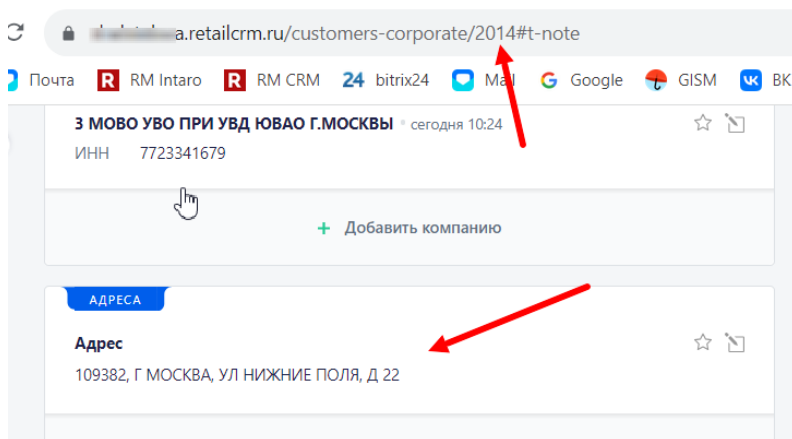 a.retailcrm.ru/customers-corporate/2014#t-note
Почта R RM Intaro R RM CRM 24 bitrix24 Mail G Google GISM ВК
3 МОВО УВО ПРИ УВД ЮВАО Г.МОСКВЫ сегодня 10:24
ИНН 7723341679
+ Добавить компанию
АДРЕСА
Адрес
109382, Г МОСКВА, УЛ НИЖНИЕ ПОЛЯ, Д 22